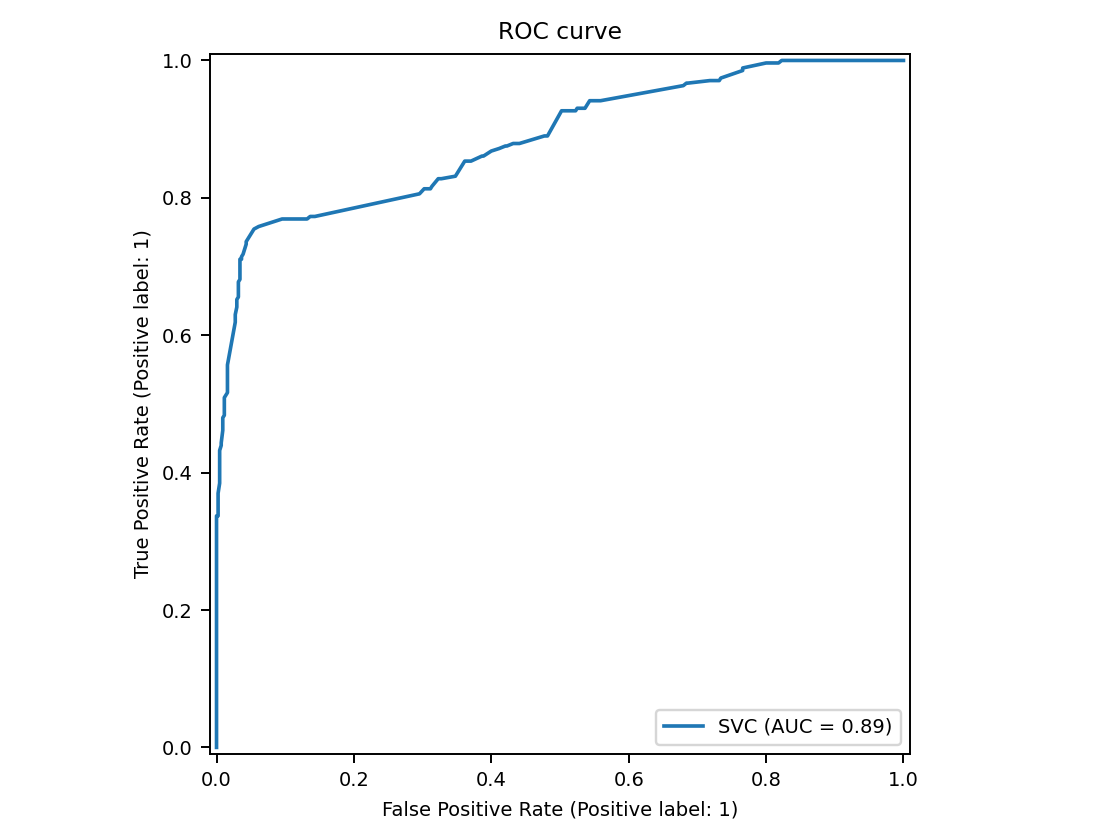 ROC curve
1.0
0.8
0.6
0.4
0.2
0.0
True Positive Rate (Positive label: 1)
SVC (AUC = 0.89)
0.0 0.2 0.4 0.6 0.8 1.0
False Positive Rate (Positive label: 1)